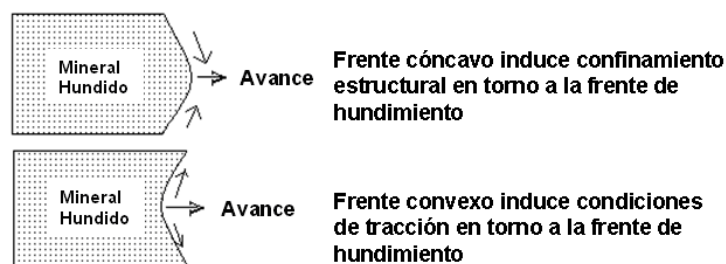 Mineral
Hundido
Avance
Frente cóncavo induce confinamiento
estructural en torno a la frente de
hundimiento
Mineral
Hundido
Avance
Frente convexo induce condiciones
de tracción en torno a la frente de
hundimiento